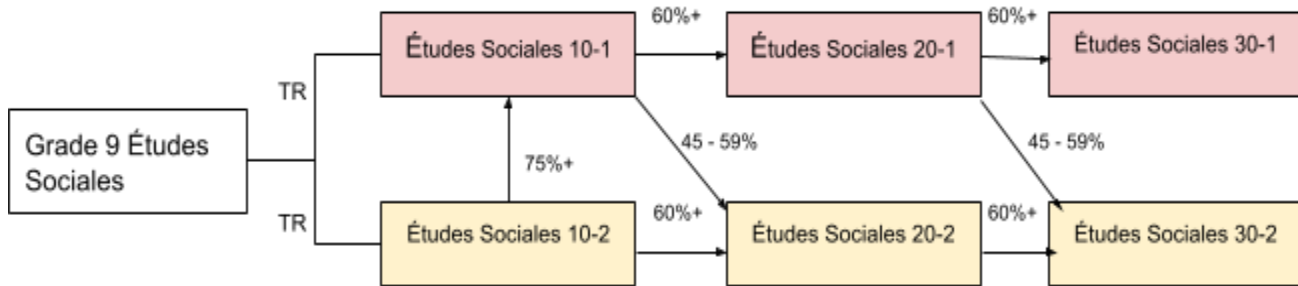 60%+
60%+
Études Sociales 10-1
Études Sociales 20-1
Études Sociales 30-1
TR
Grade 9 Études
Sociales
75%+
45 - 59%
45 - 59%
TR
60%+
60%+
Études Sociales 10-2
Études Sociales 20-2
Études Sociales 30-2